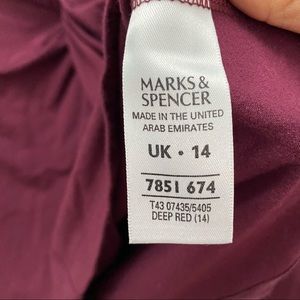 MARKS &
SPENCER
MADE IN THE UNITED
ARAB EMIRATES
UK • 14
7851 674
T43 07435/5405
DEEP RED (14)